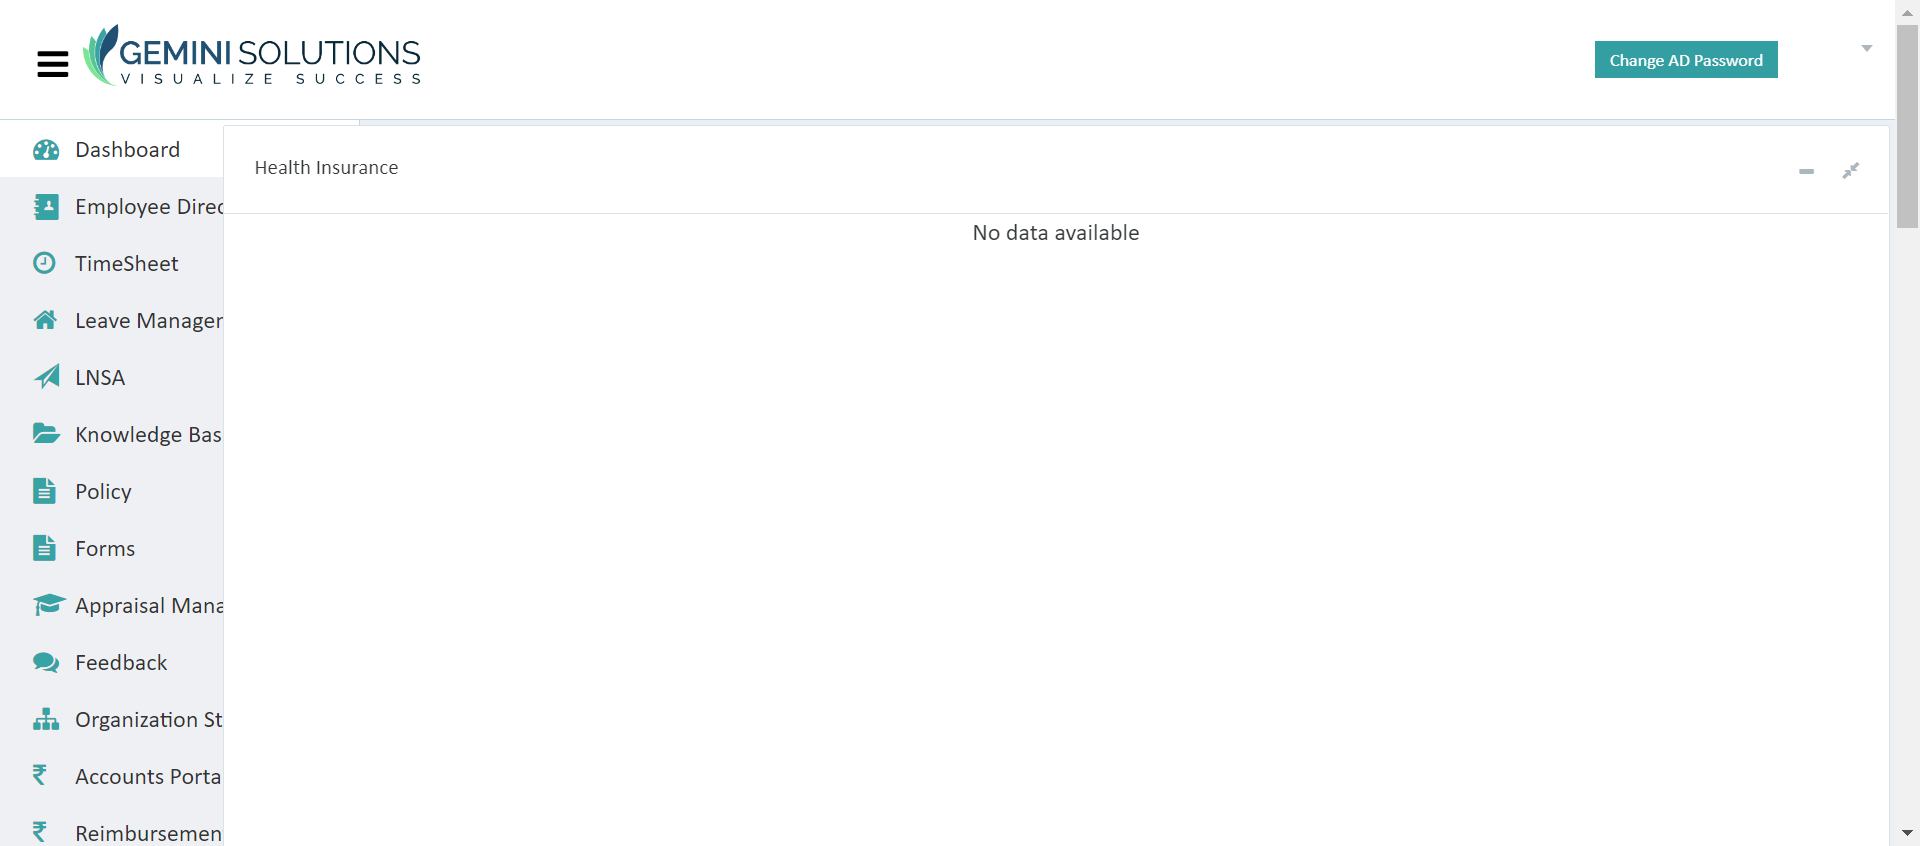 GEMINI SOLUTIONS
VISUALIZE SUCCESS
Change AD Password
Dashboard
Employee Direc
TimeSheet
Leave Manager
LNSA
Knowledge Bas
Policy
Forms
Appraisal Mana
Feedback
Organization St
Accounts Porta
Reimbursemen
Health Insurance
No data available